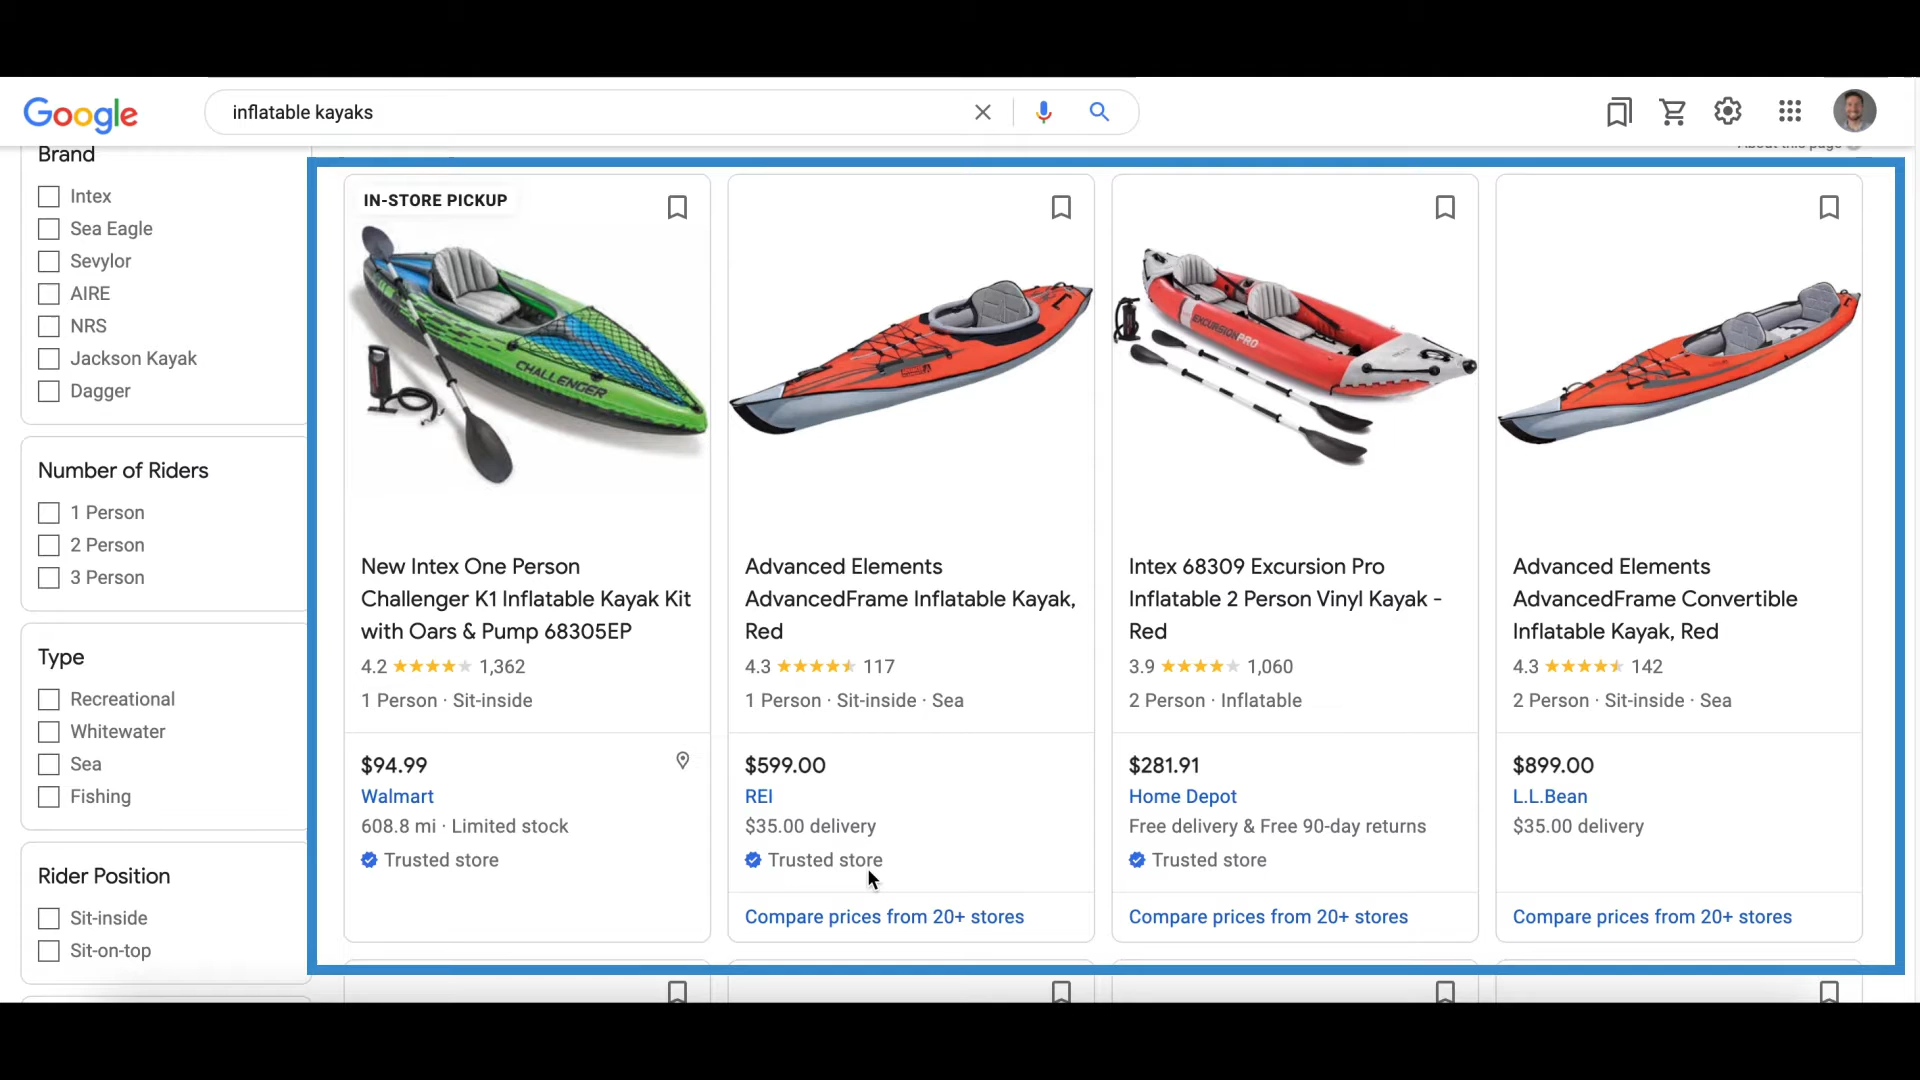 Google
inflatable kayaks
About this page
Brand
Intex
Sea Eagle
Sevylor
AIRE
NRS
Jackson Kayak
Dagger
Number of Riders
1 Person
2 Person
3 Person
Type
Recreational
Whitewater
Sea
Fishing
Rider Position
Sit-inside
Sit-on-top
IN-STORE PICKUP
CHALLENGER
New Intex One Person
Challenger K1 Inflatable Kayak Kit
with Oars & Pump 68305EP
4.2 ★★★★★ 1,362
1 Person · Sit-inside
$94.99
Walmart
608.8 mi · Limited stock
Trusted store
Advanced Elements
AdvancedFrame Inflatable Kayak,
Red
4.3 ★★★★★ 117
1 Person · Sit-inside · Sea
$599.00
REI
$35.00 delivery
Trusted store
Compare prices from 20+ stores
EXCURSION PRO
Intex 68309 Excursion Pro
Inflatable 2 Person Vinyl Kayak -
Red
3.9 ★★★★★ 1,060
2 Person · Inflatable
$281.91
Home Depot
Free delivery & Free 90-day returns
Trusted store
Compare prices from 20+ stores
Advanced Elements
AdvancedFrame Convertible
Inflatable Kayak, Red
4.3 ★★★★★ 142
2 Person · Sit-inside · Sea
$899.00
L.L.Bean
$35.00 delivery
Compare prices from 20+ stores